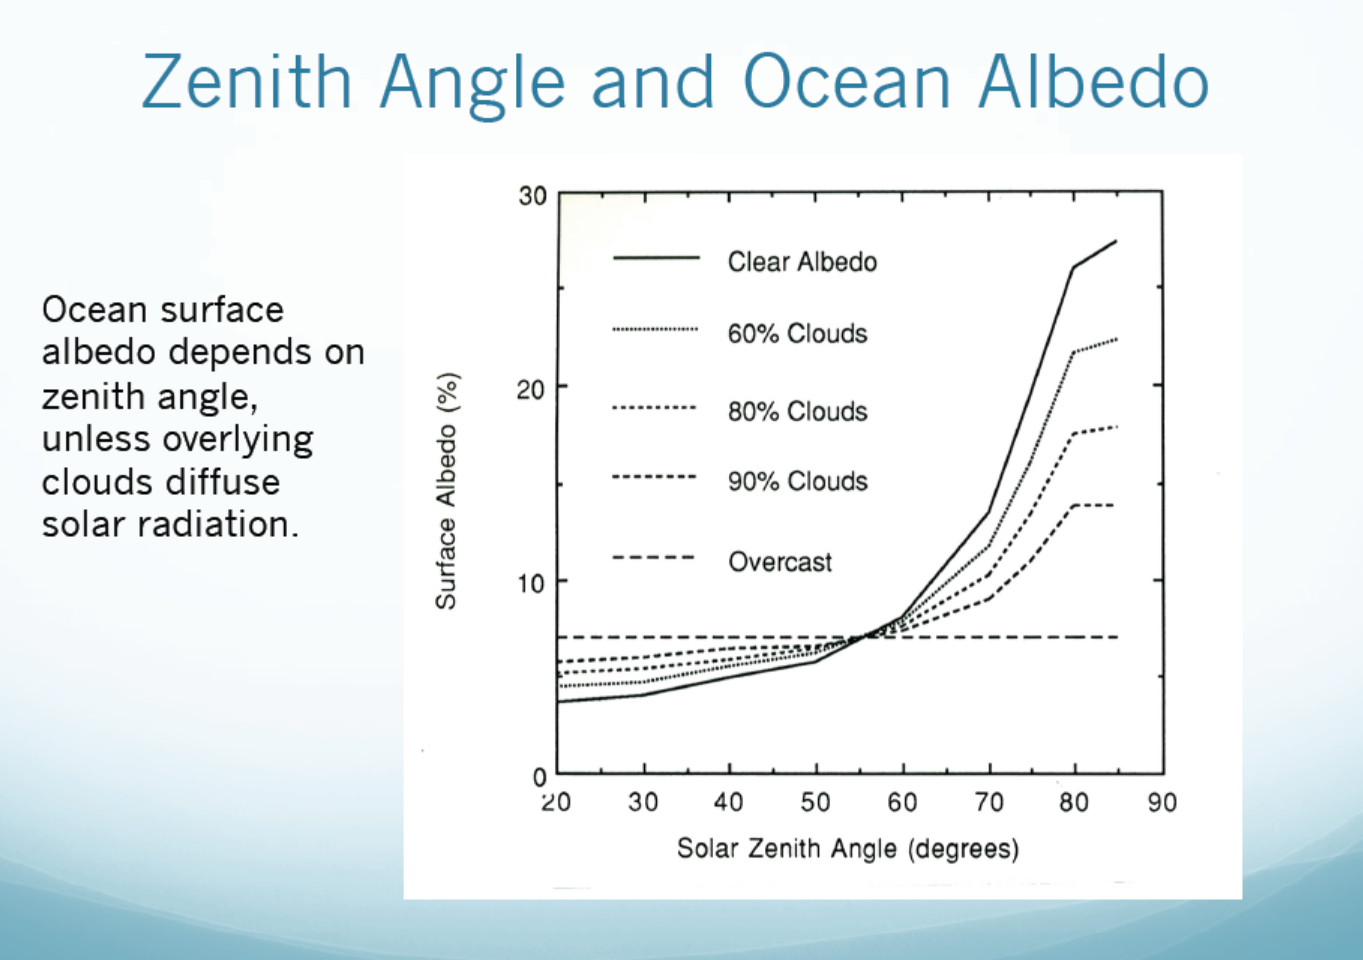 Zenith Angle and Ocean Albedo
Ocean surface
albedo depends on
zenith angle,
unless overlying
clouds diffuse
solar radiation.
30
20
10
0
Surface Albedo (%)
Clear Albedo
60% Clouds
80% Clouds
90% Clouds
Overcast
20 30 40 50 60 70 80 90
Solar Zenith Angle (degrees)